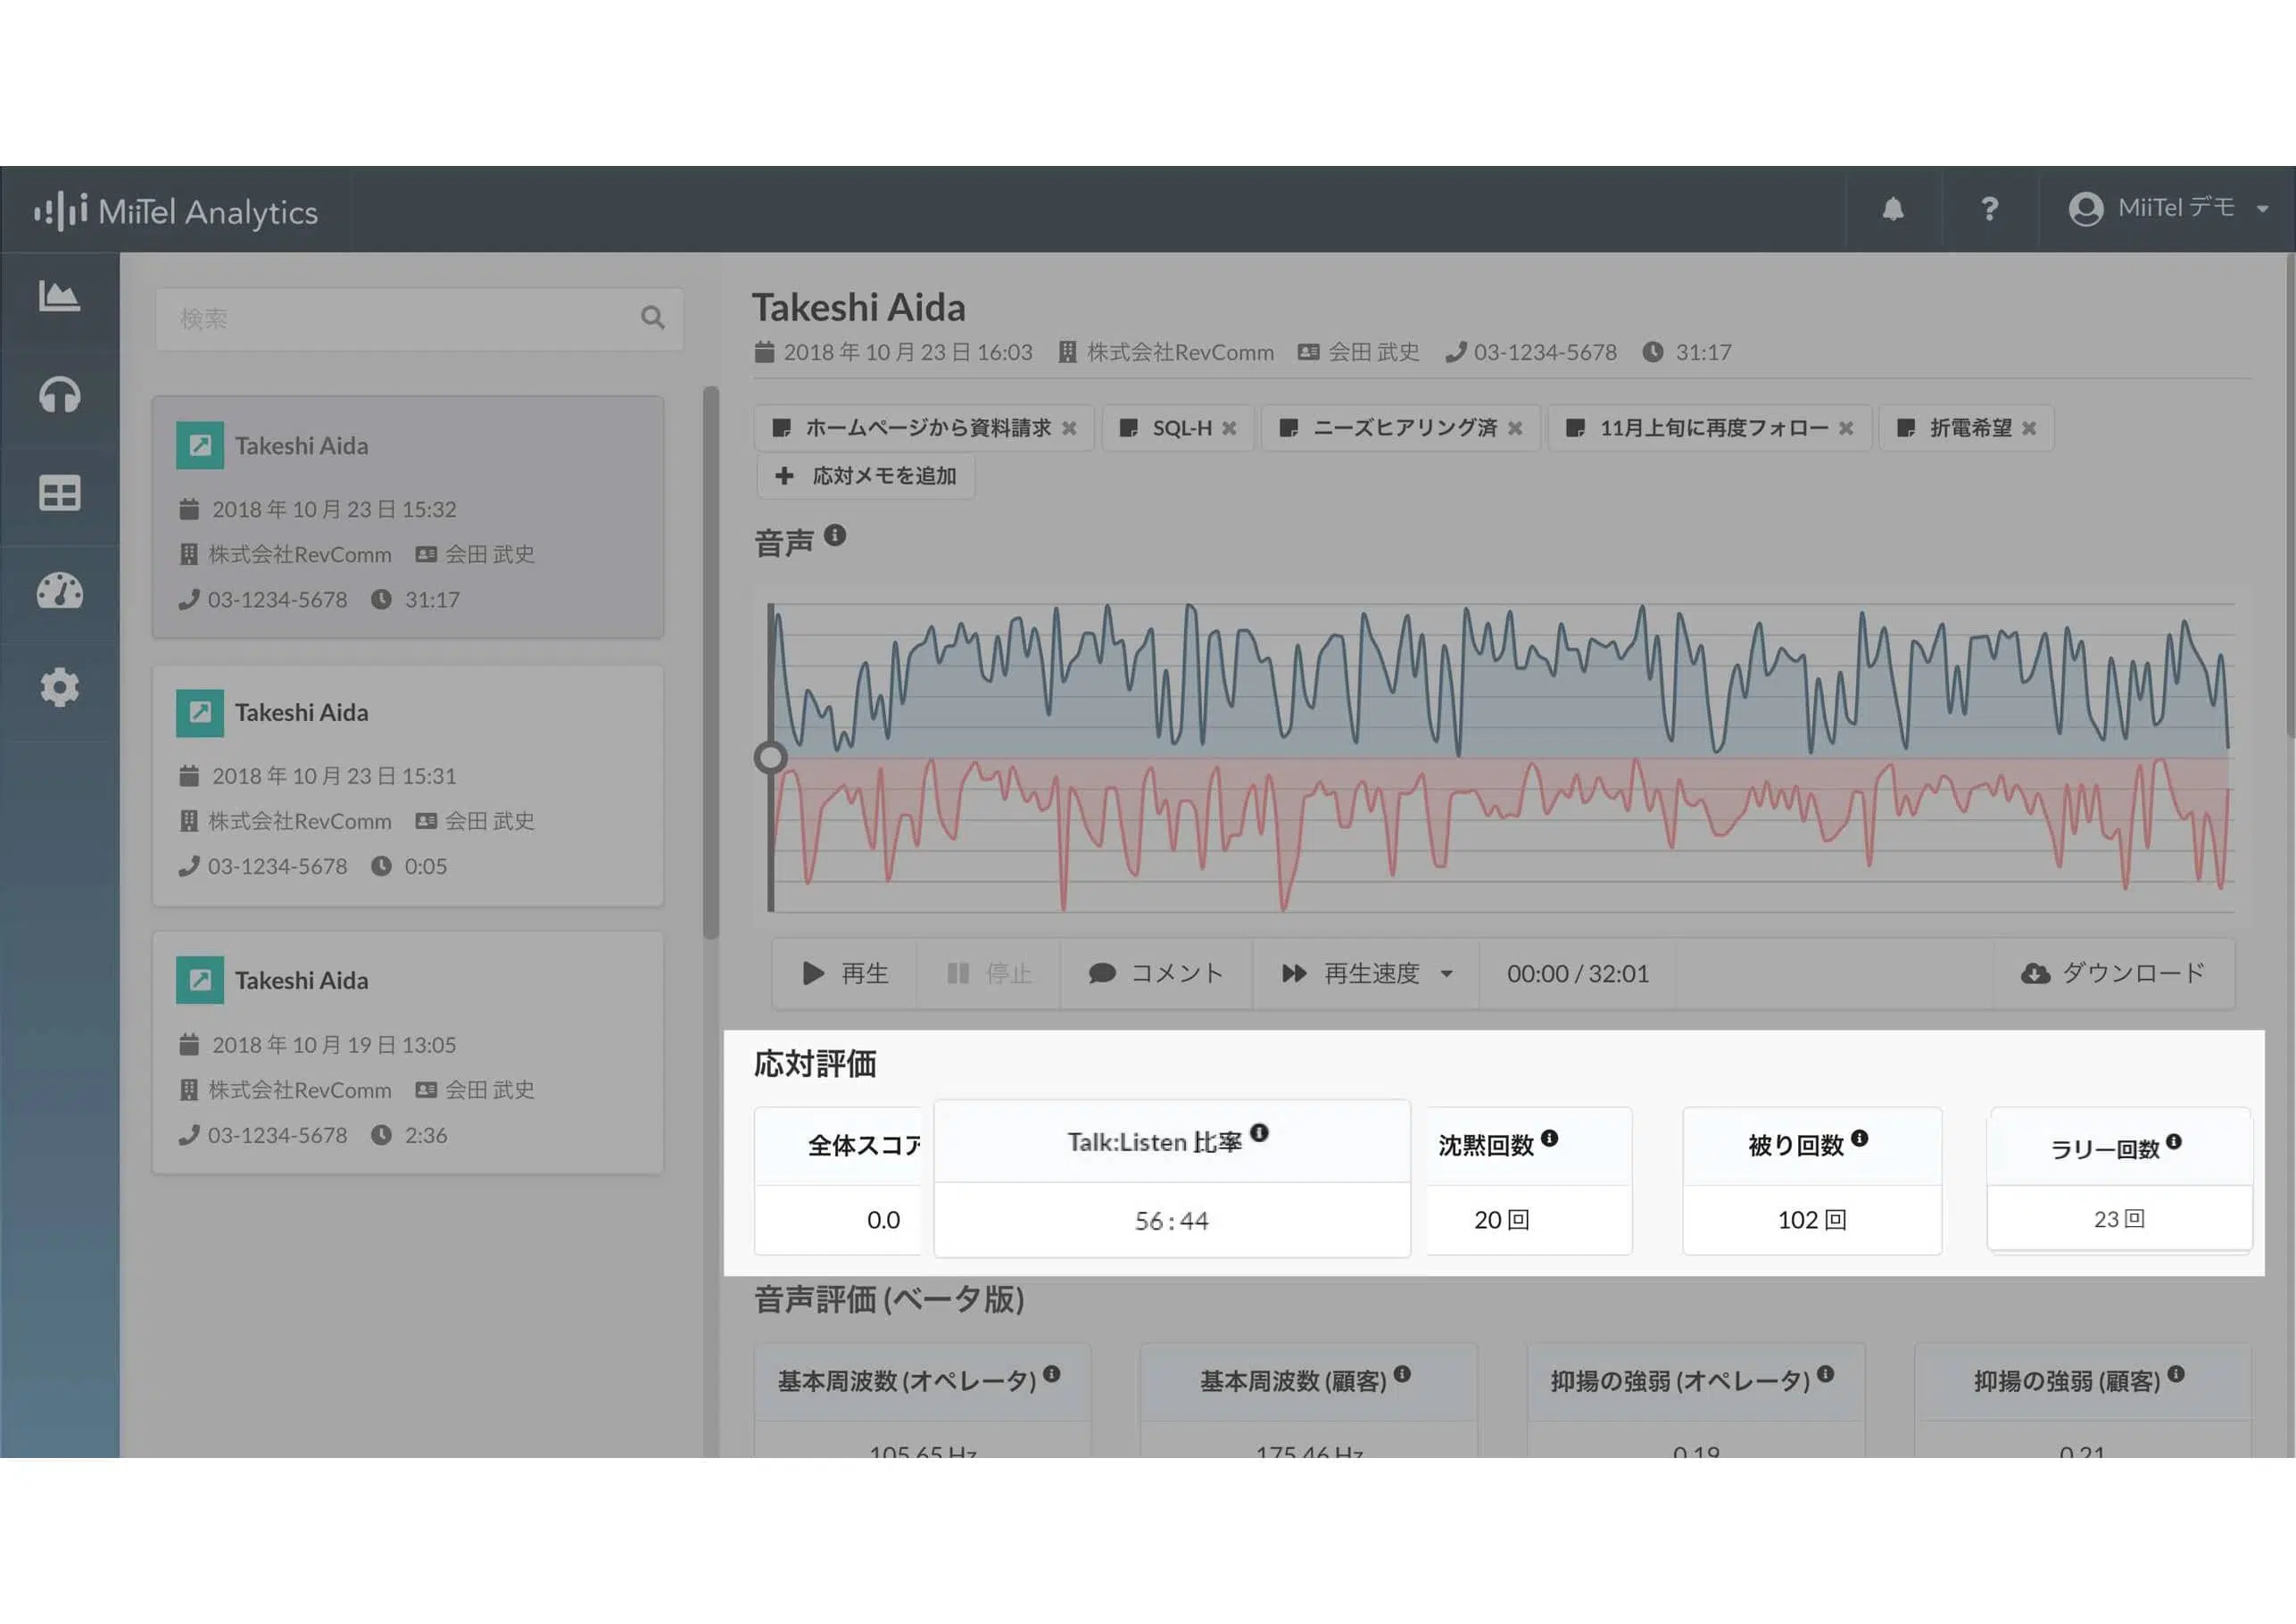 MiiTel Analytics
? MiiTel デモ
検索
Takeshi Aida
2018 年 10 月 23 日 15:32
株式会社RevComm 会田 武史
03-1234-5678 31:17
Takeshi Aida
2018 年 10 月 23 日 15:31
株式会社RevComm 会田 武史
03-1234-5678 0:05
Takeshi Aida
2018 年 10 月 19 日 13:05
株式会社RevComm 会田 武史
03-1234-5678 2:36
Takeshi Aida
2018 年 10 月 23 日 16:03 株式会社RevComm 会田 武史 03-1234-5678 31:17
ホームページから資料請求 SQL-H ニーズヒアリング済 11月上旬に再度フォロー 折電希望
応対メモを追加
音声
再生 停止 コメント 再生速度 00:00 / 32:01 ダウンロード
応対評価
全体スコア Talk:Listen 比率 沈黙回数 被り回数 ラリー回数
0.0 56 : 44 20 回 102 回 23 回
音声評価 (ベータ版)
基本周波数 (オペレータ) 基本周波数 (顧客) 抑揚の強弱 (オペレータ) 抑揚の強弱 (顧客)
105.65 Hz 175.46 Hz 0.19 0.21